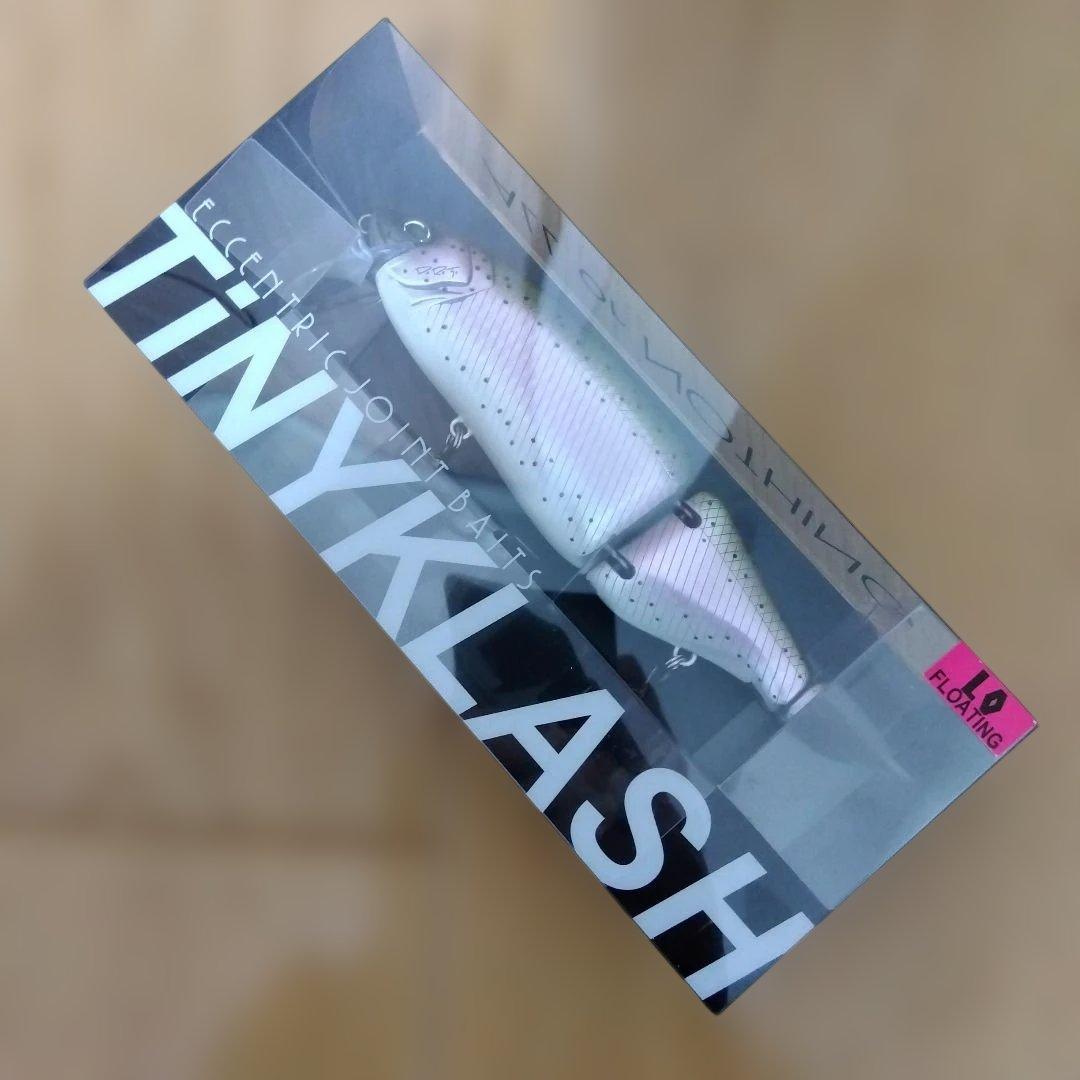 ECCENTRIC JOINT BAITS
TiNYKLASH
LO
FLOATING